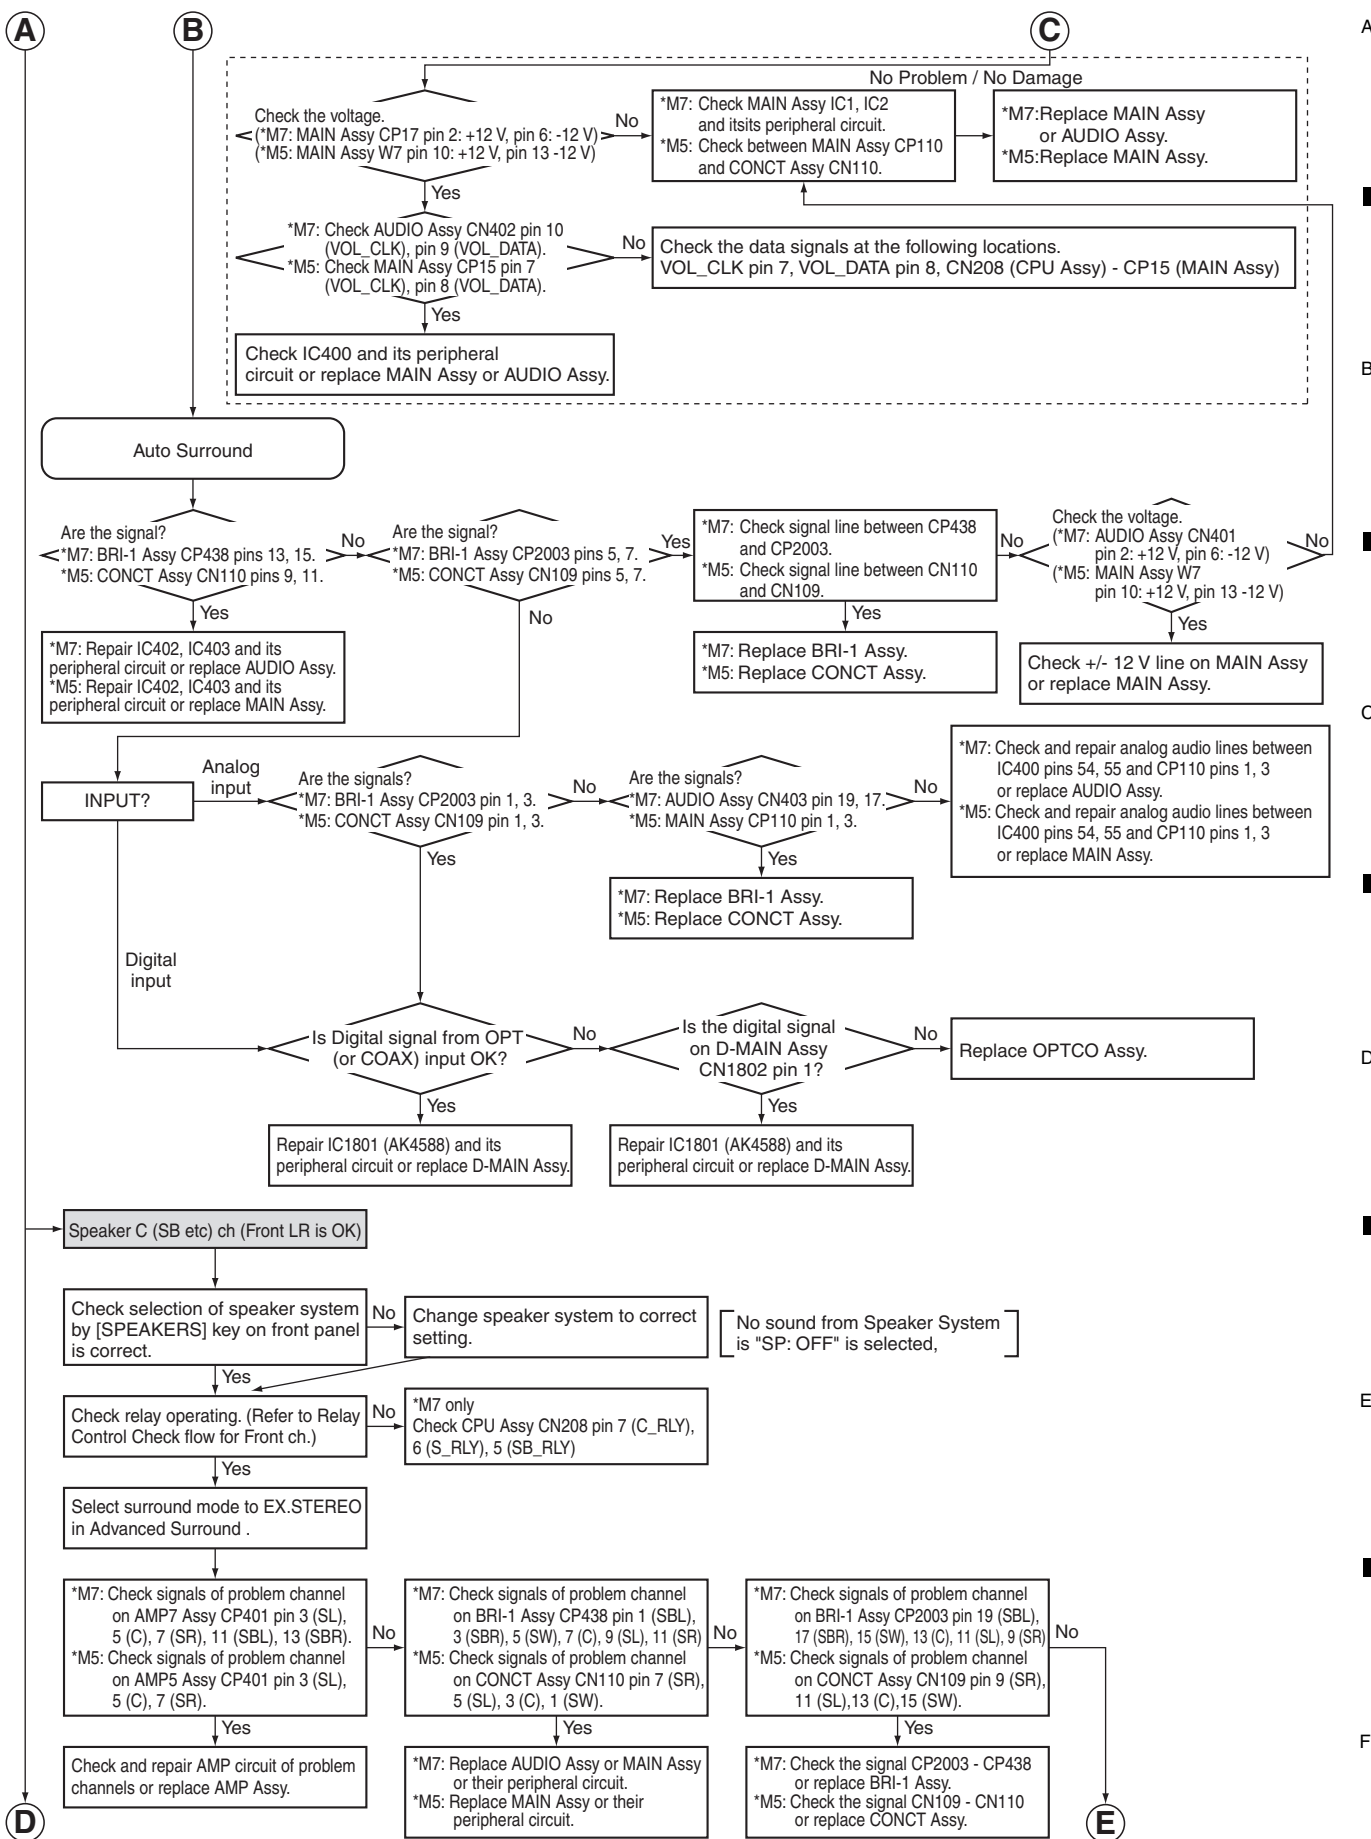 A
B
C
A
No Problem / No Damage
Check the voltage.
(*M7: MAIN Assy CP17 pin 2: +12 V, pin 6: -12 V)
(*M5: MAIN Assy W7 pin 10: +12 V, pin 13 -12 V)
No
*M7: Check MAIN Assy IC1, IC2
and itsits peripheral circuit.
*M5: Check between MAIN Assy CP110
and CONCT Assy CN110.
*M7:Replace MAIN Assy
or AUDIO Assy.
*M5:Replace MAIN Assy.
Yes
*M7: Check AUDIO Assy CN402 pin 10
(VOL_CLK), pin 9 (VOL_DATA).
*M5: Check MAIN Assy CP15 pin 7
(VOL_CLK), pin 8 (VOL_DATA).
No
Check the data signals at the following locations.
VOL_CLK pin 7, VOL_DATA pin 8, CN208 (CPU Assy) - CP15 (MAIN Assy)
Yes
Check IC400 and its peripheral
circuit or replace MAIN Assy or AUDIO Assy.
B
Auto Surround
Are the signal?
*M7: BRI-1 Assy CP438 pins 13, 15.
*M5: CONCT Assy CN110 pins 9, 11.
No
Are the signal?
*M7: BRI-1 Assy CP2003 pins 5, 7.
*M5: CONCT Assy CN109 pins 5, 7.
Yes
*M7: Check signal line between CP438
and CP2003.
*M5: Check signal line between CN110
and CN109.
No
Check the voltage.
(*M7: AUDIO Assy CN401
pin 2: +12 V, pin 6: -12 V)
(*M5: MAIN Assy W7
pin 10: +12 V, pin 13 -12 V)
No
Yes
No
Yes
Yes
*M7: Repair IC402, IC403 and its
peripheral circuit or replace AUDIO Assy.
*M5: Repair IC402, IC403 and its
peripheral circuit or replace MAIN Assy.
*M7: Replace BRI-1 Assy.
*M5: Replace CONCT Assy.
Check +/- 12 V line on MAIN Assy
or replace MAIN Assy.
C
INPUT?
Analog
input
Are the signals?
*M7: BRI-1 Assy CP2003 pin 1, 3.
*M5: CONCT Assy CN109 pin 1, 3.
No
Are the signals?
*M7: AUDIO Assy CN403 pin 19, 17.
*M5: MAIN Assy CP110 pin 1, 3.
No
*M7: Check and repair analog audio lines between
IC400 pins 54, 55 and CP110 pins 1, 3
or replace AUDIO Assy.
*M5: Check and repair analog audio lines between
IC400 pins 54, 55 and CP110 pins 1, 3
or replace MAIN Assy.
Yes
Yes
*M7: Replace BRI-1 Assy.
*M5: Replace CONCT Assy.
Digital
input
Is Digital signal from OPT
(or COAX) input OK?
No
Is the digital signal
on D-MAIN Assy
CN1802 pin 1?
No
Replace OPTCO Assy.
D
Yes
Yes
Repair IC1801 (AK4588) and its
peripheral circuit or replace D-MAIN Assy.
Repair IC1801 (AK4588) and its
peripheral circuit or replace D-MAIN Assy.
Speaker C (SB etc) ch (Front LR is OK)
Check selection of speaker system
by [SPEAKERS] key on front panel
is correct.
No
Change speaker system to correct
setting.
No sound from Speaker System
is "SP: OFF" is selected,
Yes
Check relay operating. (Refer to Relay
Control Check flow for Front ch.)
No
*M7 only
Check CPU Assy CN208 pin 7 (C_RLY),
6 (S_RLY), 5 (SB_RLY)
E
Yes
Select surround mode to EX.STEREO
in Advanced Surround .
*M7: Check signals of problem channel
on AMP7 Assy CP401 pin 3 (SL),
5 (C), 7 (SR), 11 (SBL), 13 (SBR).
*M5: Check signals of problem channel
on AMP5 Assy CP401 pin 3 (SL),
5 (C), 7 (SR).
No
*M7: Check signals of problem channel
on BRI-1 Assy CP438 pin 1 (SBL),
3 (SBR), 5 (SW), 7 (C), 9 (SL), 11 (SR)
*M5: Check signals of problem channel
on CONCT Assy CN110 pin 7 (SR),
5 (SL), 3 (C), 1 (SW).
No
*M7: Check signals of problem channel
on BRI-1 Assy CP2003 pin 19 (SBL),
17 (SBR), 15 (SW), 13 (C), 11 (SL), 9 (SR)
*M5: Check signals of problem channel
on CONCT Assy CN109 pin 9 (SR),
11 (SL),13 (C),15 (SW).
No
Yes
Yes
Yes
Check and repair AMP circuit of problem
channels or replace AMP Assy.
*M7: Replace AUDIO Assy or MAIN Assy
or their peripheral circuit.
*M5: Replace MAIN Assy or their
peripheral circuit.
*M7: Check the signal CP2003 - CP438
or replace BRI-1 Assy.
*M5: Check the signal CN109 - CN110
or replace CONCT Assy.
F
D
E